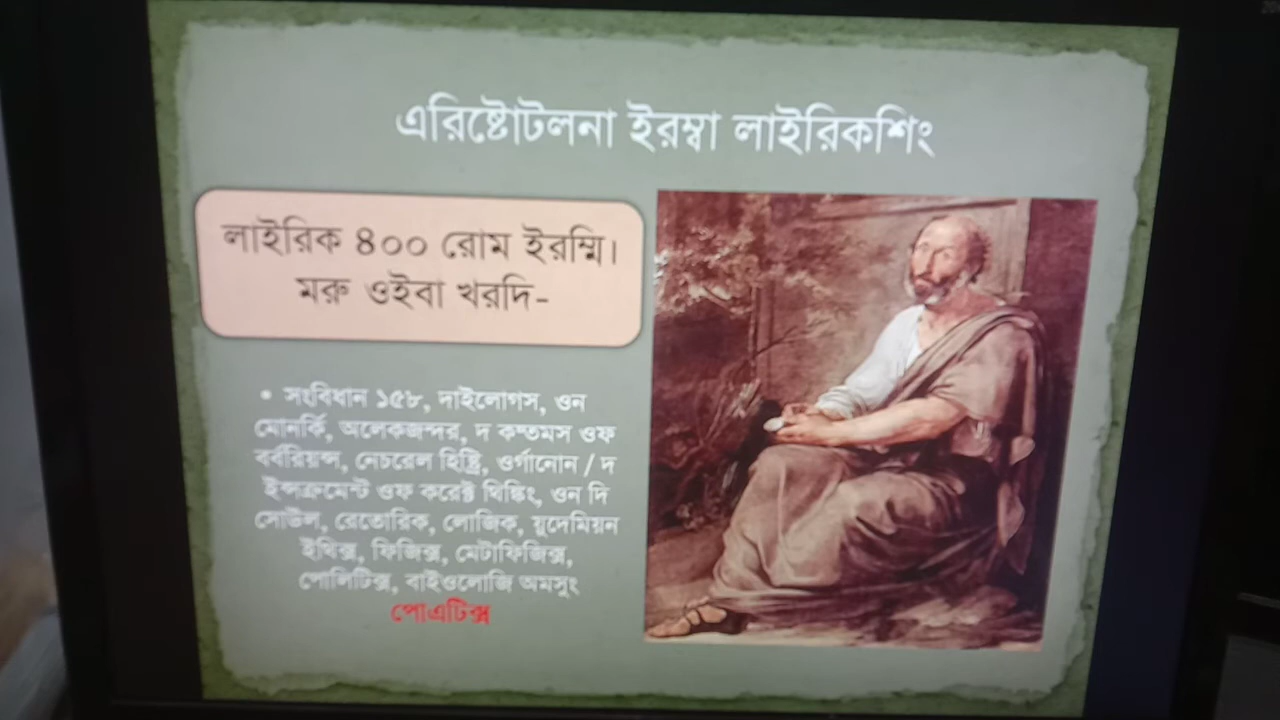 এরিষ্টোটলনা ইরম্বা লাইরিকশিং
লাইরিক ৪০০ রোম ইরম্মি।
মরু ওইবা খরদি-
• সংবিধান ১৫৮, দাইলোগস, ওন
মোনর্কি, অলেকজন্দর, দ কস্তমস ওফ
বর্বরিয়ন্স, নেচরেল হিষ্ট্রি, ওর্গানোন / দ
ইন্সত্রুমেন্ট ওফ করেক্ট থিঙ্কিং, ওন দি
সোউল, রেতোরিক, লোজিক, য়ুদেমিয়ন
ইথিক্স, ফিজিক্স, মেটাফিজিক্স,
পোলিটিক্স, বাইওলোজি অমসুং
পোএটিক্স